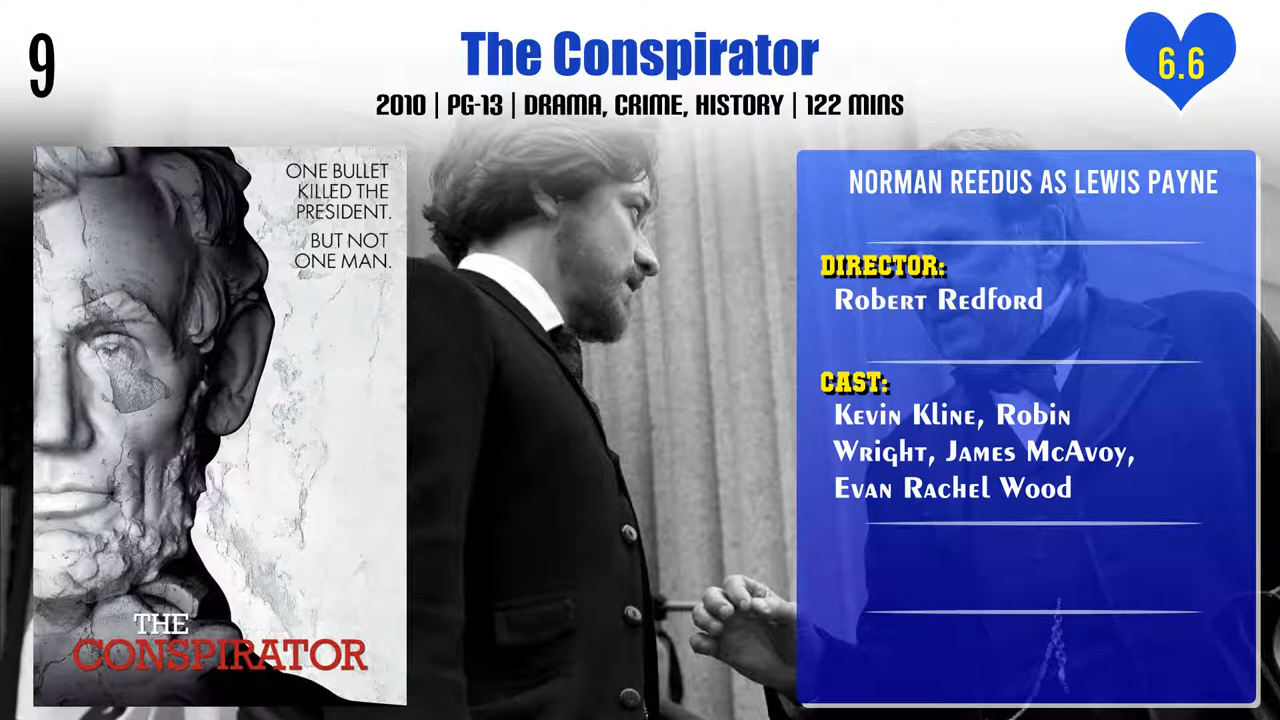 9
The Conspirator
2010 | PG-13 | DRAMA, CRIME, HISTORY | 122 MINS
6.6
ONE BULLET
KILLED THE
PRESIDENT.
BUT NOT
ONE MAN.
THE
CONSPIRATOR
NORMAN REEDUS AS LEWIS PAYNE
DIRECTOR:
Robert Redford
CAST:
Kevin Kline, Robin
Wright, James McAvoy,
Evan Rachel Wood